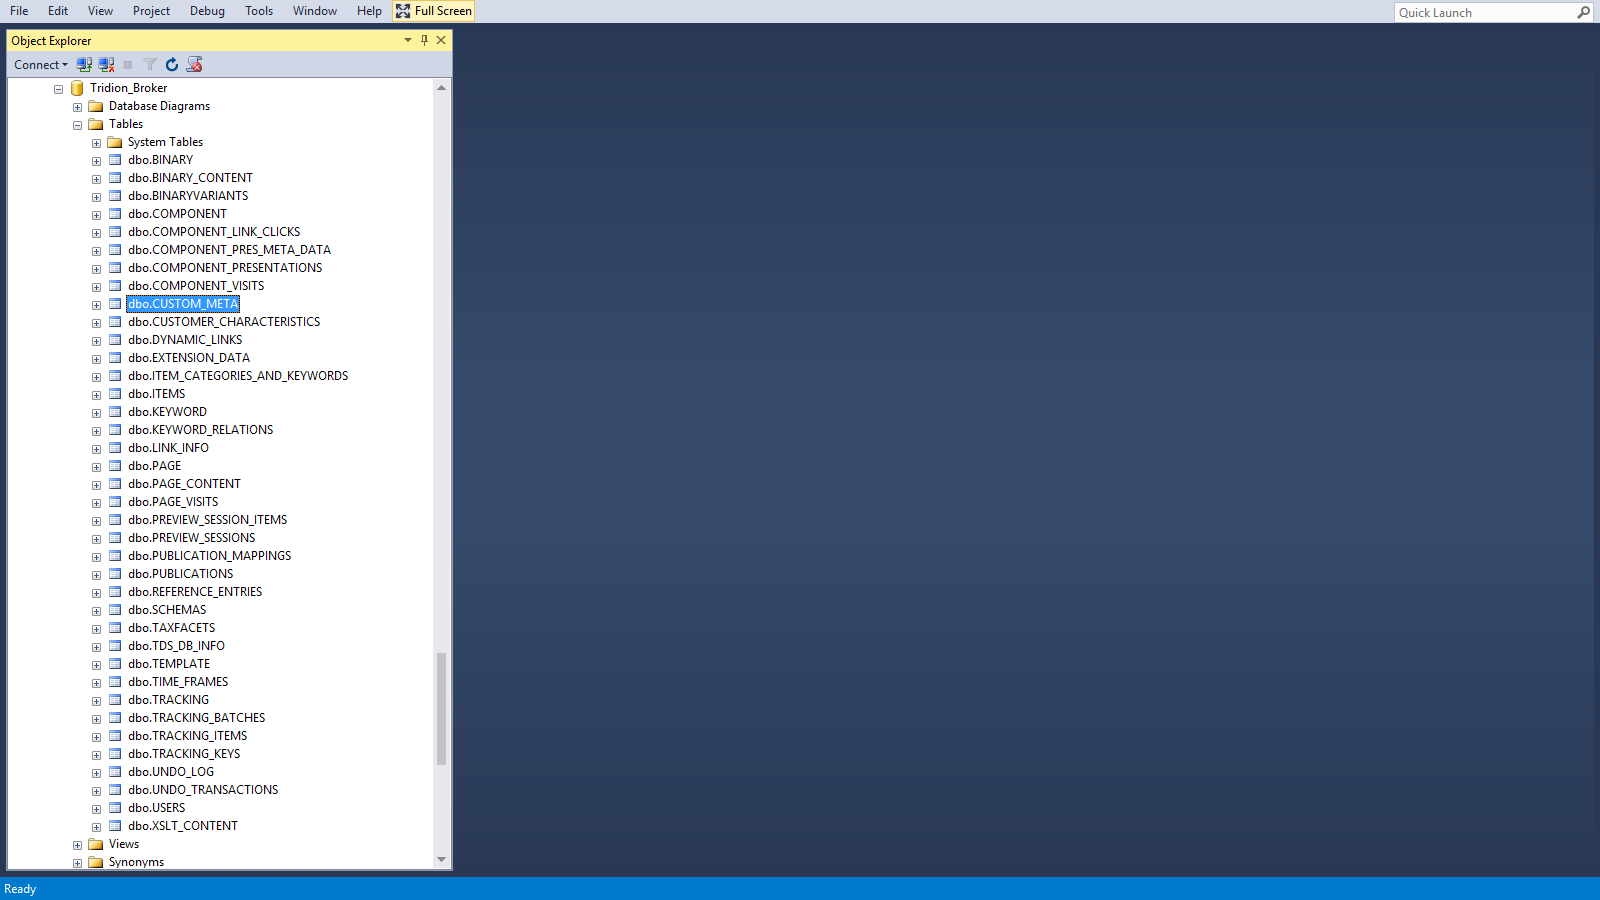 File Edit View Project Debug Tools Window Help Full Screen
Quick Launch
Object Explorer
Connect
Tridion_Broker
Database Diagrams
Tables
System Tables
dbo.BINARY
dbo.BINARY_CONTENT
dbo.BINARYVARIANTS
dbo.COMPONENT
dbo.COMPONENT_LINK_CLICKS
dbo.COMPONENT_PRES_META_DATA
dbo.COMPONENT_PRESENTATIONS
dbo.COMPONENT_VISITS
dbo.CUSTOM_META
dbo.CUSTOMER_CHARACTERISTICS
dbo.DYNAMIC_LINKS
dbo.EXTENSION_DATA
dbo.ITEM_CATEGORIES_AND_KEYWORDS
dbo.ITEMS
dbo.KEYWORD
dbo.KEYWORD_RELATIONS
dbo.LINK_INFO
dbo.PAGE
dbo.PAGE_CONTENT
dbo.PAGE_VISITS
dbo.PREVIEW_SESSION_ITEMS
dbo.PREVIEW_SESSIONS
dbo.PUBLICATION_MAPPINGS
dbo.PUBLICATIONS
dbo.REFERENCE_ENTRIES
dbo.SCHEMAS
dbo.TAXFACETS
dbo.TDS_DB_INFO
dbo.TEMPLATE
dbo.TIME_FRAMES
dbo.TRACKING
dbo.TRACKING_BATCHES
dbo.TRACKING_ITEMS
dbo.TRACKING_KEYS
dbo.UNDO_LOG
dbo.UNDO_TRANSACTIONS
dbo.USERS
dbo.XSLT_CONTENT
Views
Synonyms
Ready